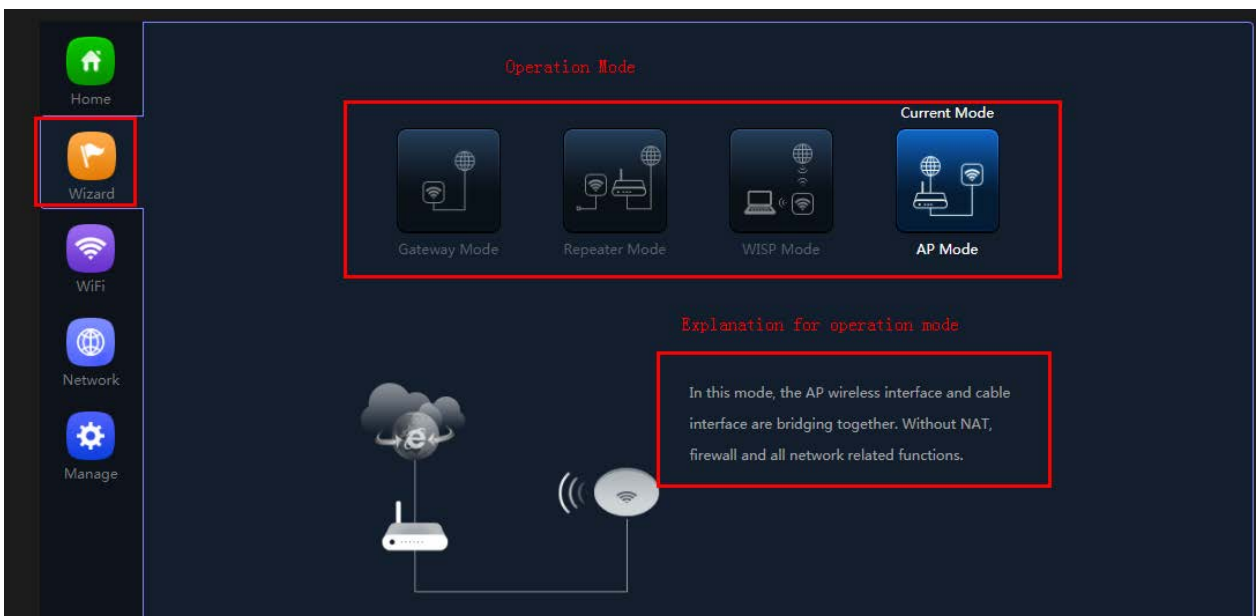 Operation Mode
Home
Current Mode
Wizard
Gateway Mode
Repeater Mode
WISP Mode
AP Mode
WiFi
Explanation for operation mode
Network
In this mode, the AP wireless interface and cable
interface are bridging together. Without NAT,
firewall and all network related functions.
Manage